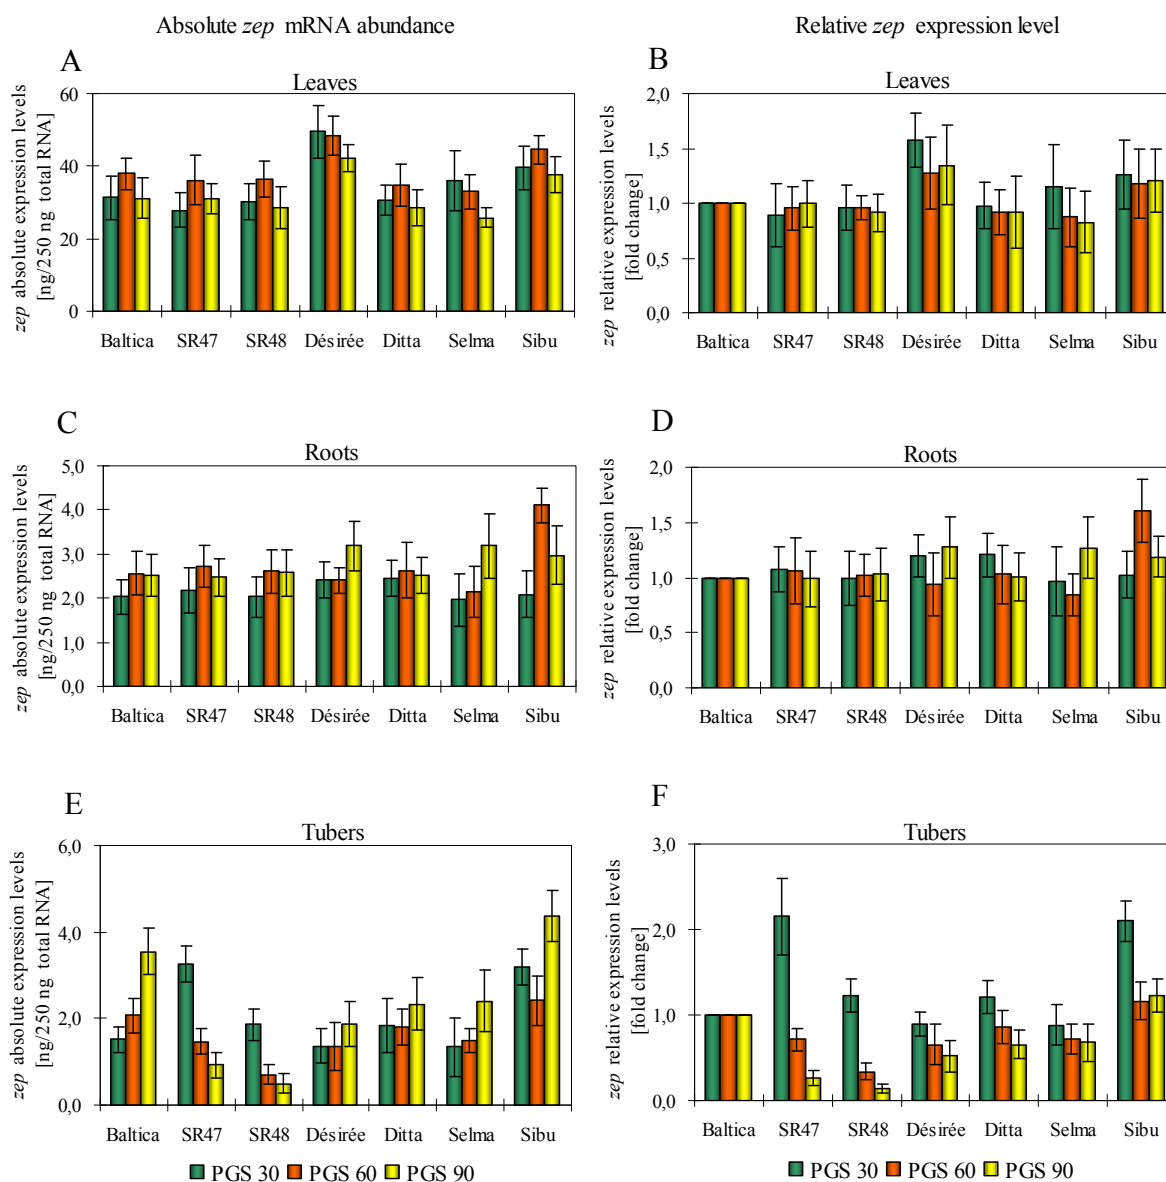 Absolute zep mRNA abundance
Relative zep expression level
A
Leaves
zep absolute expression levels
[ng/250 ng total RNA]
60
40
20
0
Baltica SR47 SR48 Désirée Ditta Selma Sibu
B
Leaves
zep relative expression levels
[fold change]
2,0
1,5
1,0
0,5
0,0
Baltica SR47 SR48 Désirée Ditta Selma Sibu
C
Roots
zep absolute expression levels
[ng/250 ng total RNA]
5,0
4,0
3,0
2,0
1,0
0,0
Baltica SR47 SR48 Désirée Ditta Selma Sibu
D
Roots
zep relative expression levels
[fold change]
2,0
1,5
1,0
0,5
0,0
Baltica SR47 SR48 Désirée Ditta Selma Sibu
E
Tubers
zep absolute expression levels
[ng/250 ng total RNA]
6,0
4,0
2,0
0,0
Baltica SR47 SR48 Désirée Ditta Selma Sibu
PGS 30 PGS 60 PGS 90
F
Tubers
zep relative expression levels
[fold change]
3,0
2,0
1,0
0,0
Baltica SR47 SR48 Désirée Ditta Selma Sibu
PGS 30 PGS 60 PGS 90